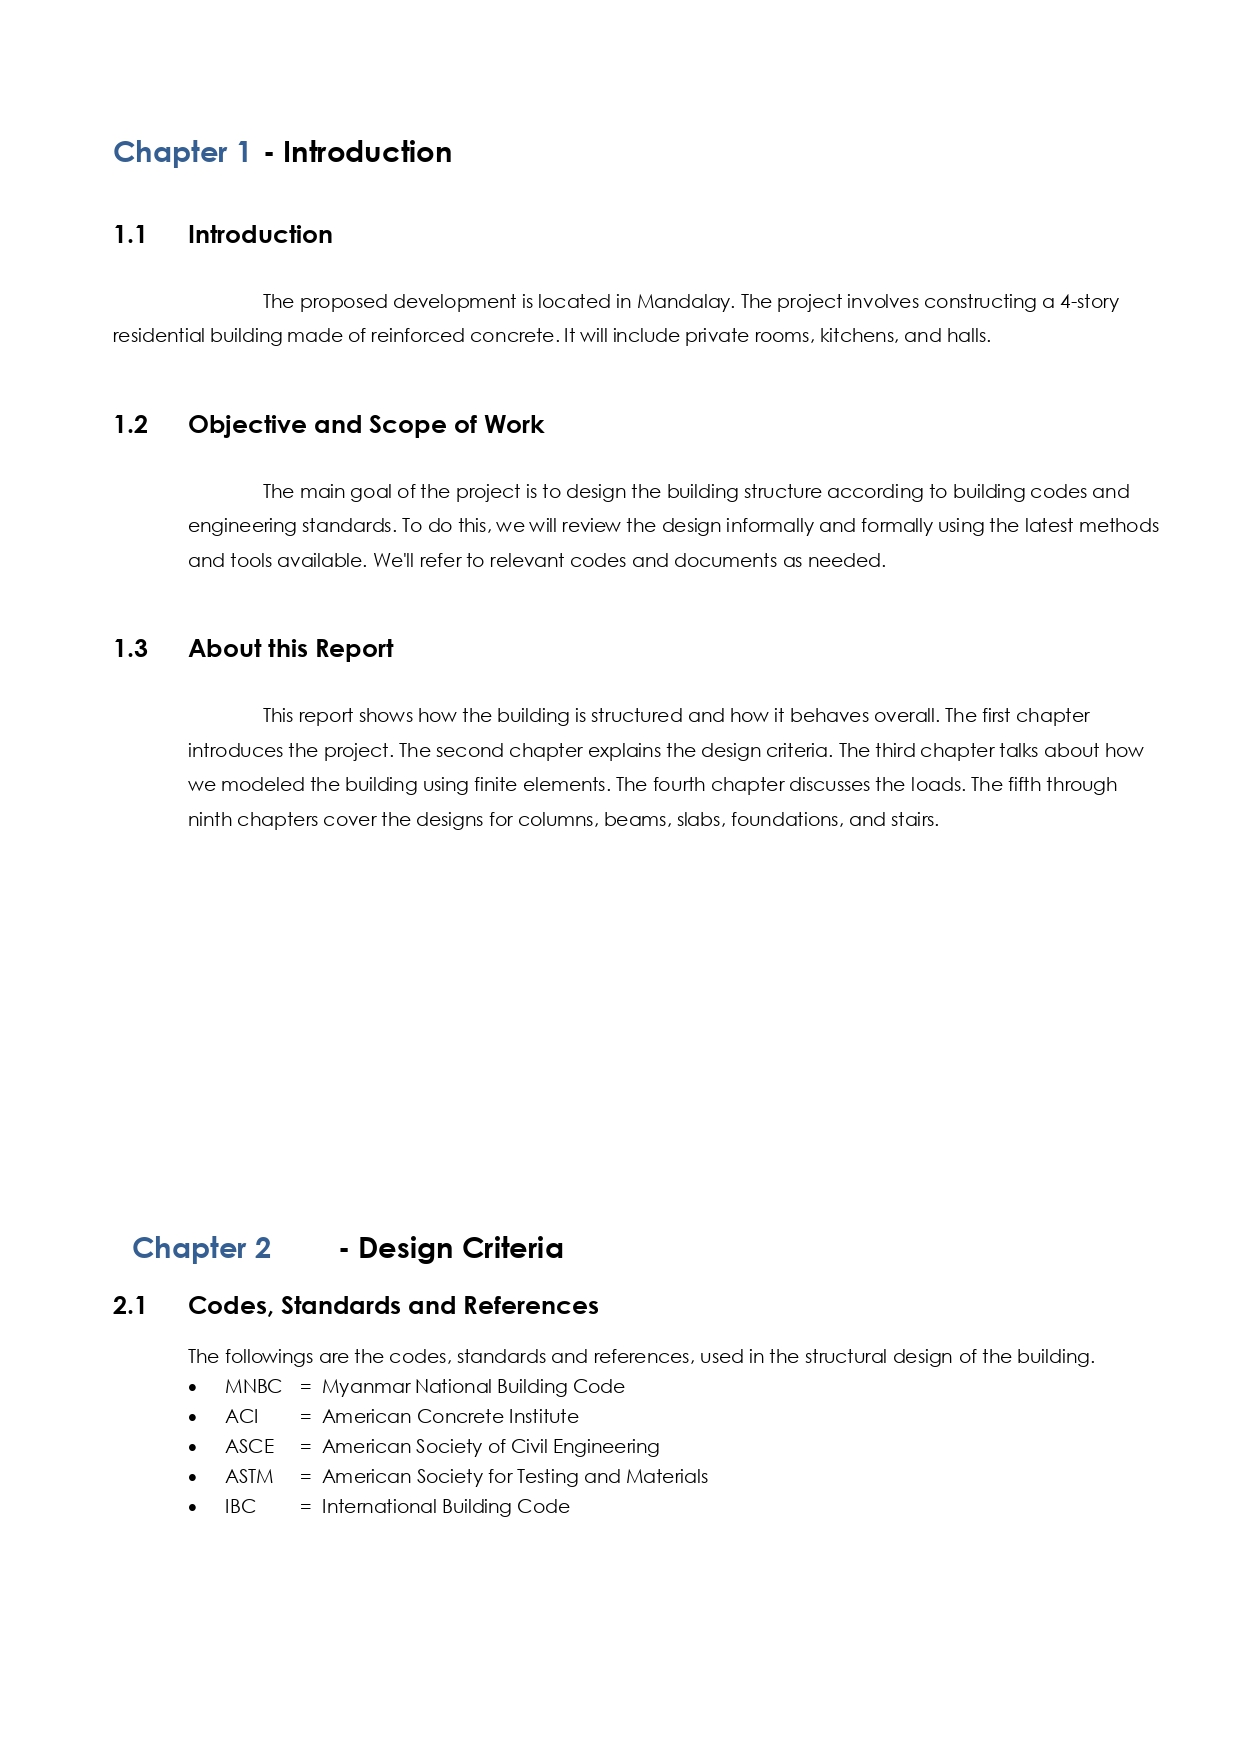 Chapter 1 - Introduction
1.1 Introduction
The proposed development is located in Mandalay. The project involves constructing a 4-story
residential building made of reinforced concrete. It will include private rooms, kitchens, and halls.
1.2 Objective and Scope of Work
The main goal of the project is to design the building structure according to building codes and
engineering standards. To do this, we will review the design informally and formally using the latest methods
and tools available. We'll refer to relevant codes and documents as needed.
1.3 About this Report
This report shows how the building is structured and how it behaves overall. The first chapter
introduces the project. The second chapter explains the design criteria. The third chapter talks about how
we modeled the building using finite elements. The fourth chapter discusses the loads. The fifth through
ninth chapters cover the designs for columns, beams, slabs, foundations, and stairs.
Chapter 2 - Design Criteria
2.1 Codes, Standards and References
The followings are the codes, standards and references, used in the structural design of the building.
• MNBC = Myanmar National Building Code
• ACI = American Concrete Institute
• ASCE = American Society of Civil Engineering
• ASTM = American Society for Testing and Materials
• IBC = International Building Code